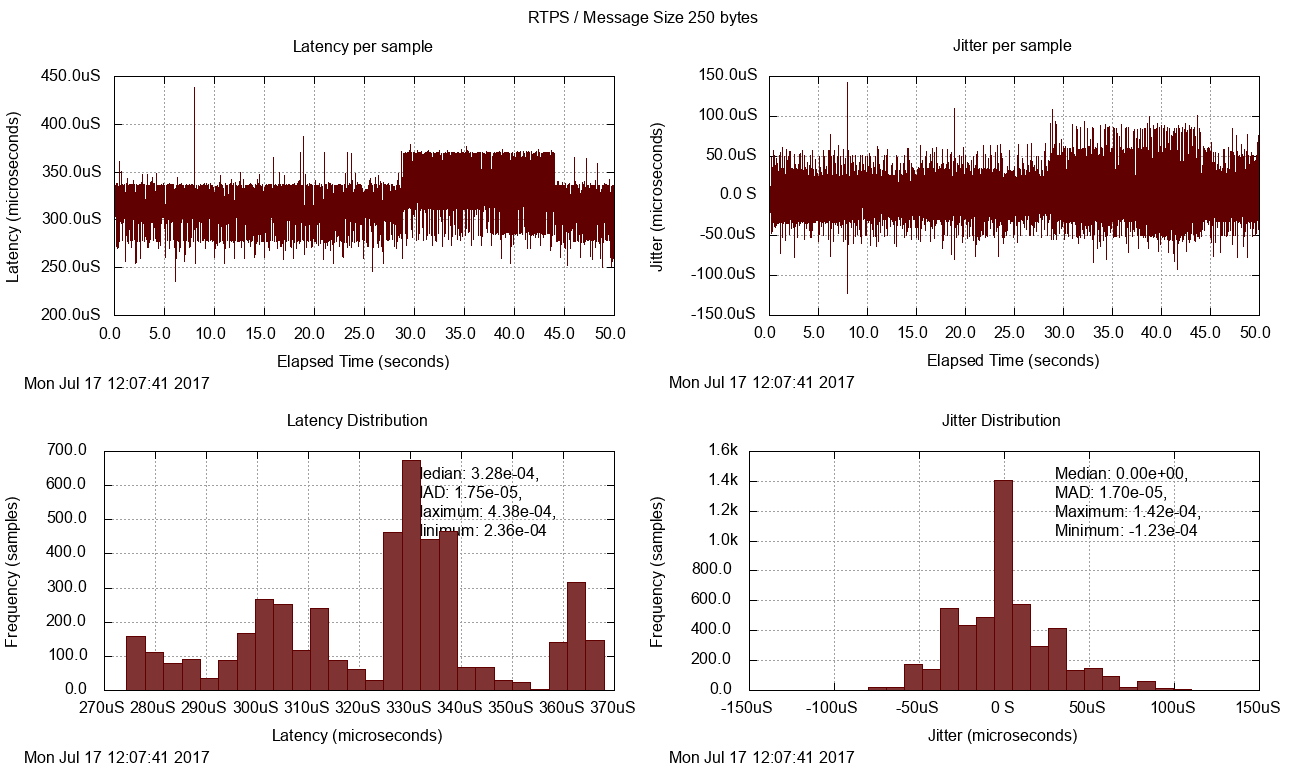 RTPS / Message Size 250 bytes
Latency per sample
450.0uS
400.0uS
350.0uS
300.0uS
250.0uS
200.0uS
Latency (microseconds)
0.0 5.0 10.0 15.0 20.0 25.0 30.0 35.0 40.0 45.0 50.0
Elapsed Time (seconds)
Mon Jul 17 12:07:41 2017
Jitter per sample
150.0uS
100.0uS
50.0uS
0.0 S
-50.0uS
-100.0uS
-150.0uS
Jitter (microseconds)
0.0 5.0 10.0 15.0 20.0 25.0 30.0 35.0 40.0 45.0 50.0
Elapsed Time (seconds)
Mon Jul 17 12:07:41 2017
Latency Distribution
700.0
600.0
500.0
400.0
300.0
200.0
100.0
0.0
Frequency (samples)
Median: 3.28e-04,
MAD: 1.75e-05,
Maximum: 4.38e-04,
Minimum: 2.36e-04
270uS 280uS 290uS 300uS 310uS 320uS 330uS 340uS 350uS 360uS 370uS
Latency (microseconds)
Mon Jul 17 12:07:41 2017
Jitter Distribution
1.6k
1.4k
1.2k
1.0k
800.0
600.0
400.0
200.0
0.0
Frequency (samples)
Median: 0.00e+00,
MAD: 1.70e-05,
Maximum: 1.42e-04,
Minimum: -1.23e-04
-150uS -100uS -50uS 0 S 50uS 100uS 150uS
Jitter (microseconds)
Mon Jul 17 12:07:41 2017